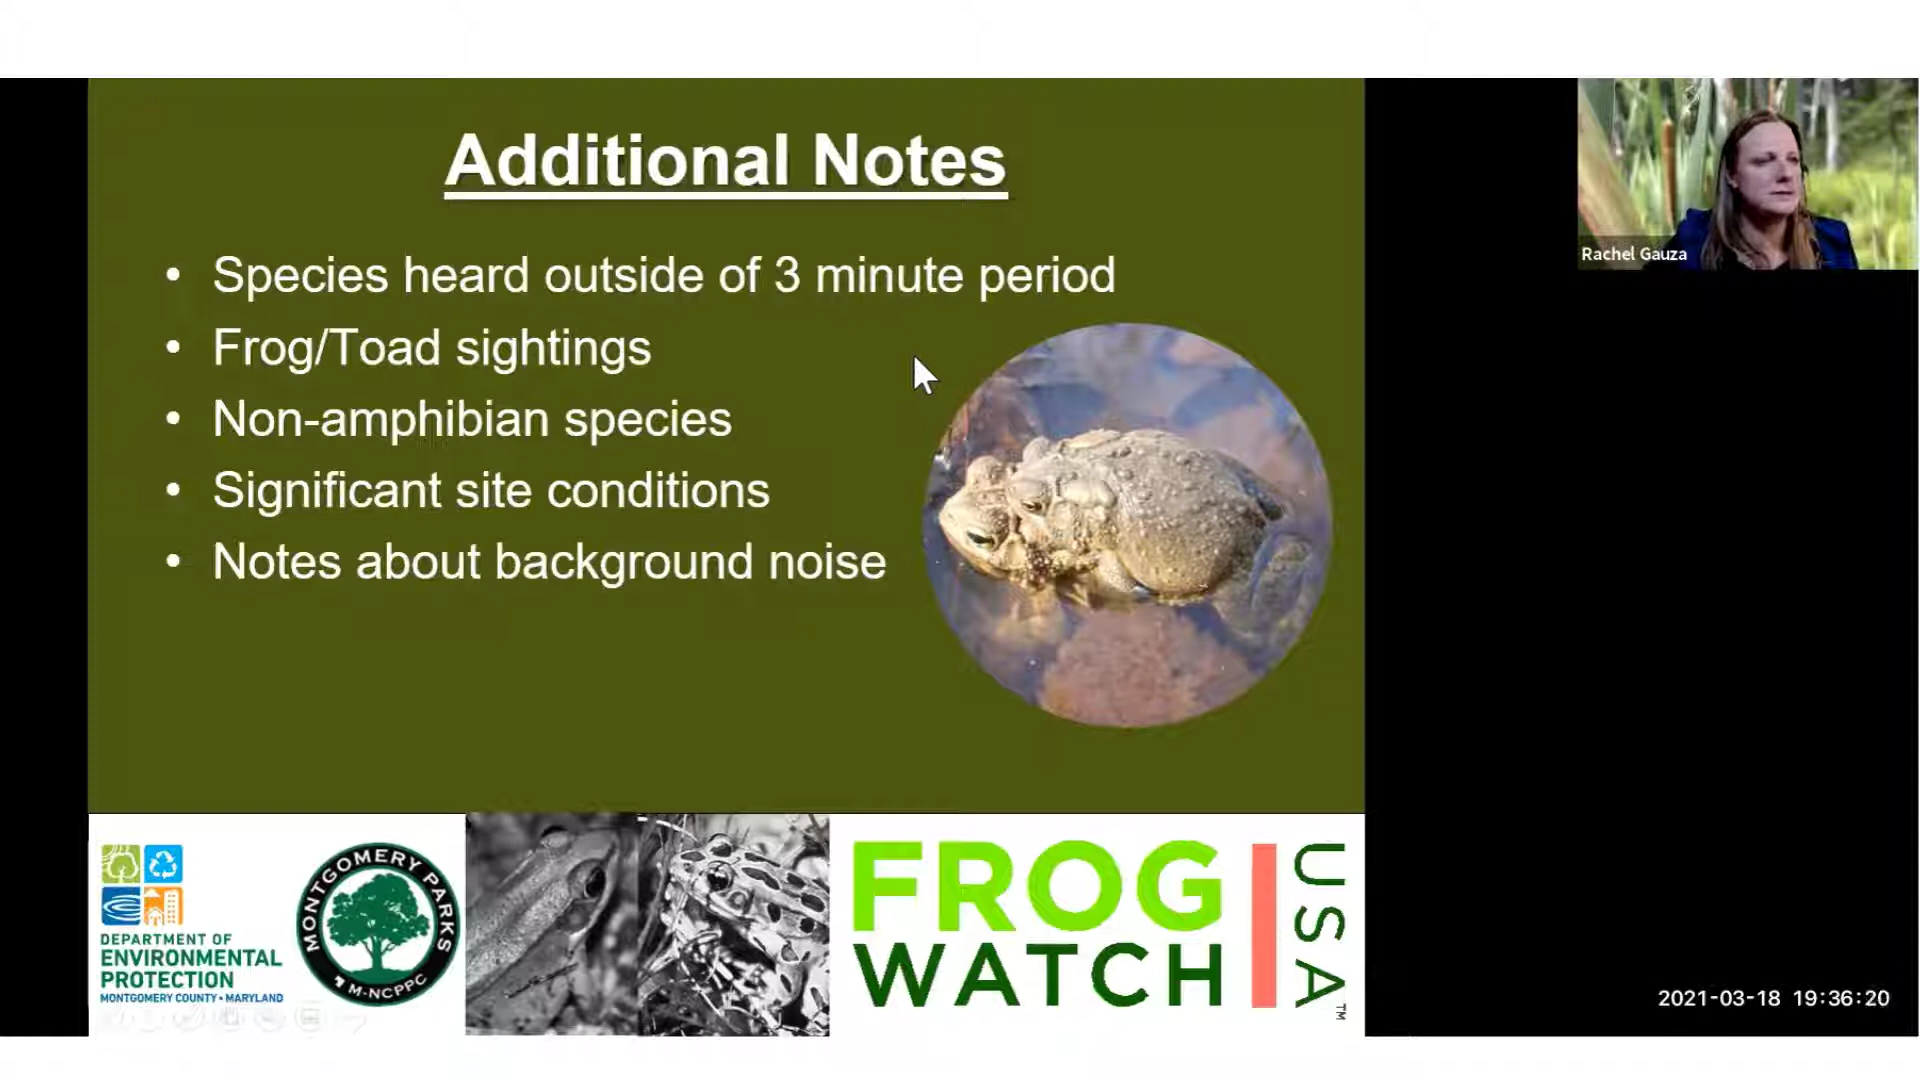 Additional Notes
• Species heard outside of 3 minute period
• Frog/Toad sightings
• Non-amphibian species
• Significant site conditions
• Notes about background noise
Rachel Gauza
DEPARTMENT OF
ENVIRONMENTAL
PROTECTION
MONTGOMERY COUNTY • MARYLAND
MONTGOMERY PARKS
M-NCPPC
FROG
WATCH
USA™
2021-03-18 19:36:20